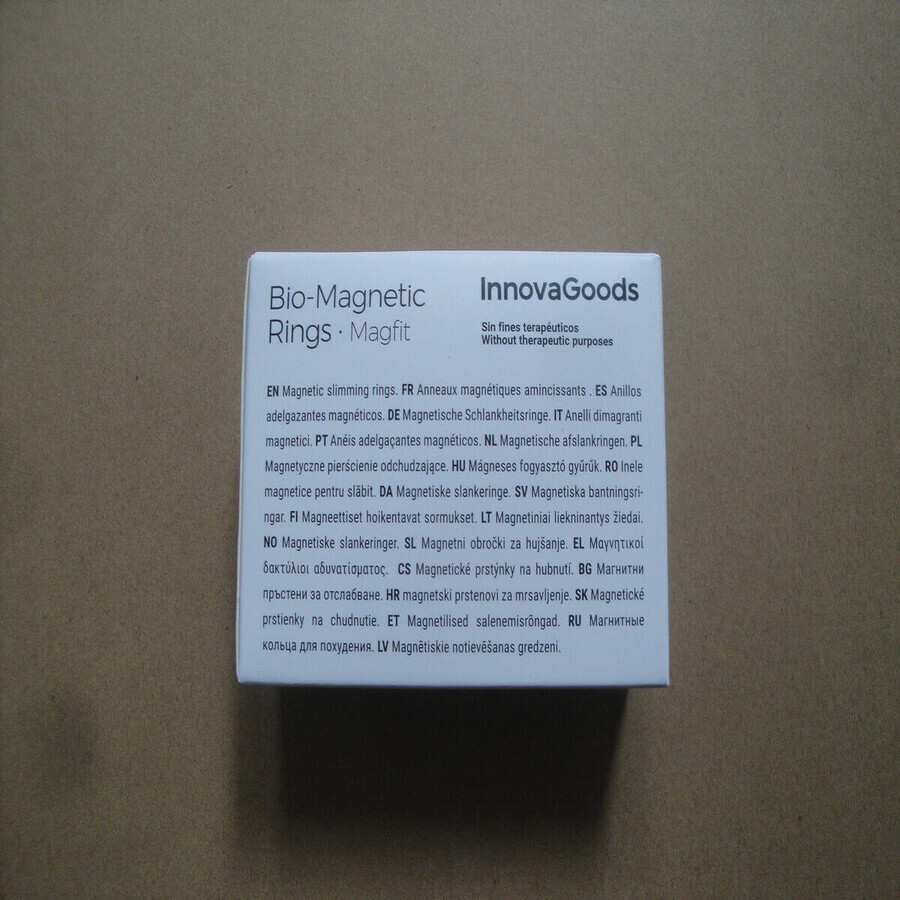 Bio-Magnetic
Rings · Magfit
InnovaGoods
Sin fines terapéuticos
Without therapeutic purposes
EN Magnetic slimming rings. FR Anneaux magnétiques amincissants . ES Anillos
adelgazantes magnéticos. DE Magnetische Schlankheitsringe. IT Anelli dimagranti
magnetici. PT Anéis adelgaçantes magnéticos. NL Magnetische afslankringen. PL
Magnetyczne pierścienie odchudzające. HU Mágneses fogyasztó gyűrűk. RO Inele
magnetice pentru slăbit. DA Magnetiske slankeringe. SV Magnetiska bantningsri-
ngar. FI Magneettiset hoikentavat sormukset. LT Magnetiniai liekninantys žiedai.
NO Magnetiske slankeringer. SL Magnetni obročki za hujšanje. EL Μαγνητικοί
δακτύλιοι αδυνατίσματος. CS Magnetické prstýnky na hubnutí. BG Магнитни
пръстени за отслабване. HR magnetski prstenovi za mrsavljenje. SK Magnetické
prstienky na chudnutie. ET Magnetilised salenemisrõngad. RU Магнитные
кольца для похудения. LV Magnētiskie notievēšanas gredzeni.